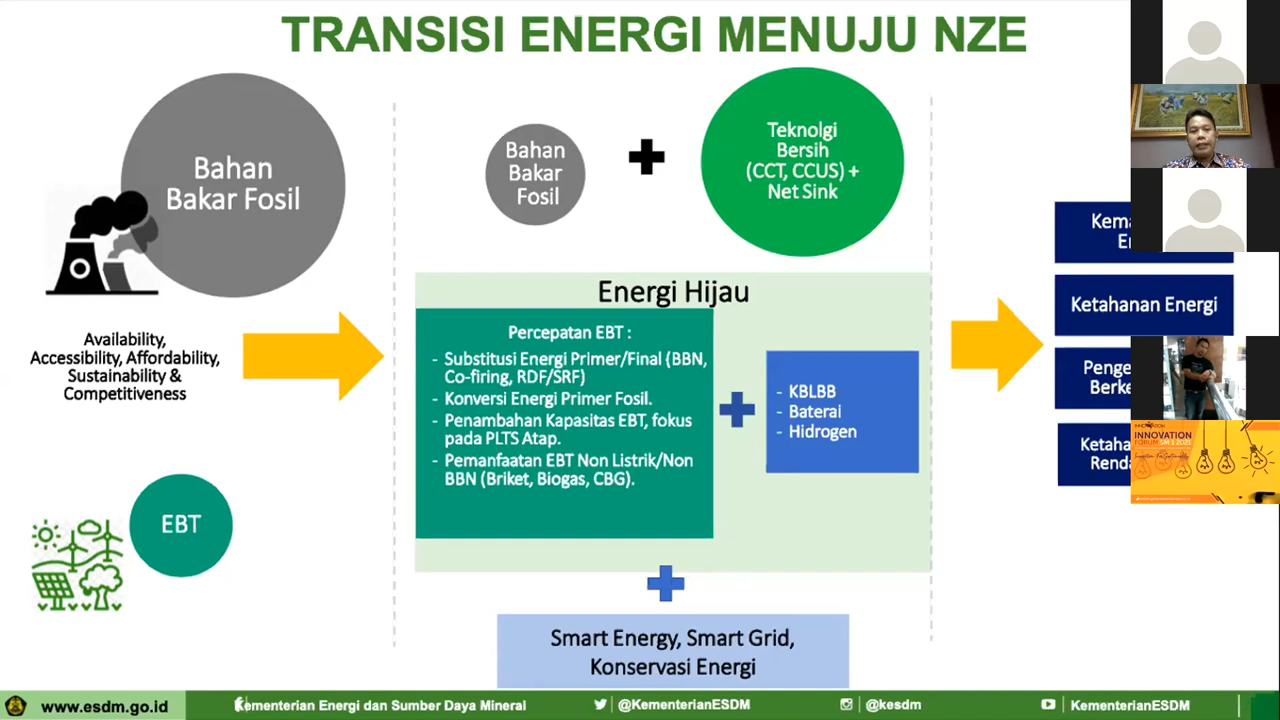 TRANSISI ENERGI MENUJU NZE
Bahan
Bakar Fosil
Availability,
Accessibility, Affordability,
Sustainability &
Competitiveness
EBT
Bahan
Bakar
Fosil
Teknolgi
Bersih
(CCT, CCUS) +
Net Sink
Energi Hijau
Percepatan EBT :
- Substitusi Energi Primer/Final (BBN,
Co-firing, RDF/SRF)
- Konversi Energi Primer Fosil.
- Penambahan Kapasitas EBT, fokus
pada PLTS Atap.
- Pemanfaatan EBT Non Listrik/Non
BBN (Briket, Biogas, CBG).
- KBLBB
- Baterai
- Hidrogen
Smart Energy, Smart Grid,
Konservasi Energi
Ketahanan Energi
INNOVATION
FORUM SM 1 2021
www.esdm.go.id
Kementerian Energi dan Sumber Daya Mineral
@KementerianESDM
@kesdm
KementerianESDM